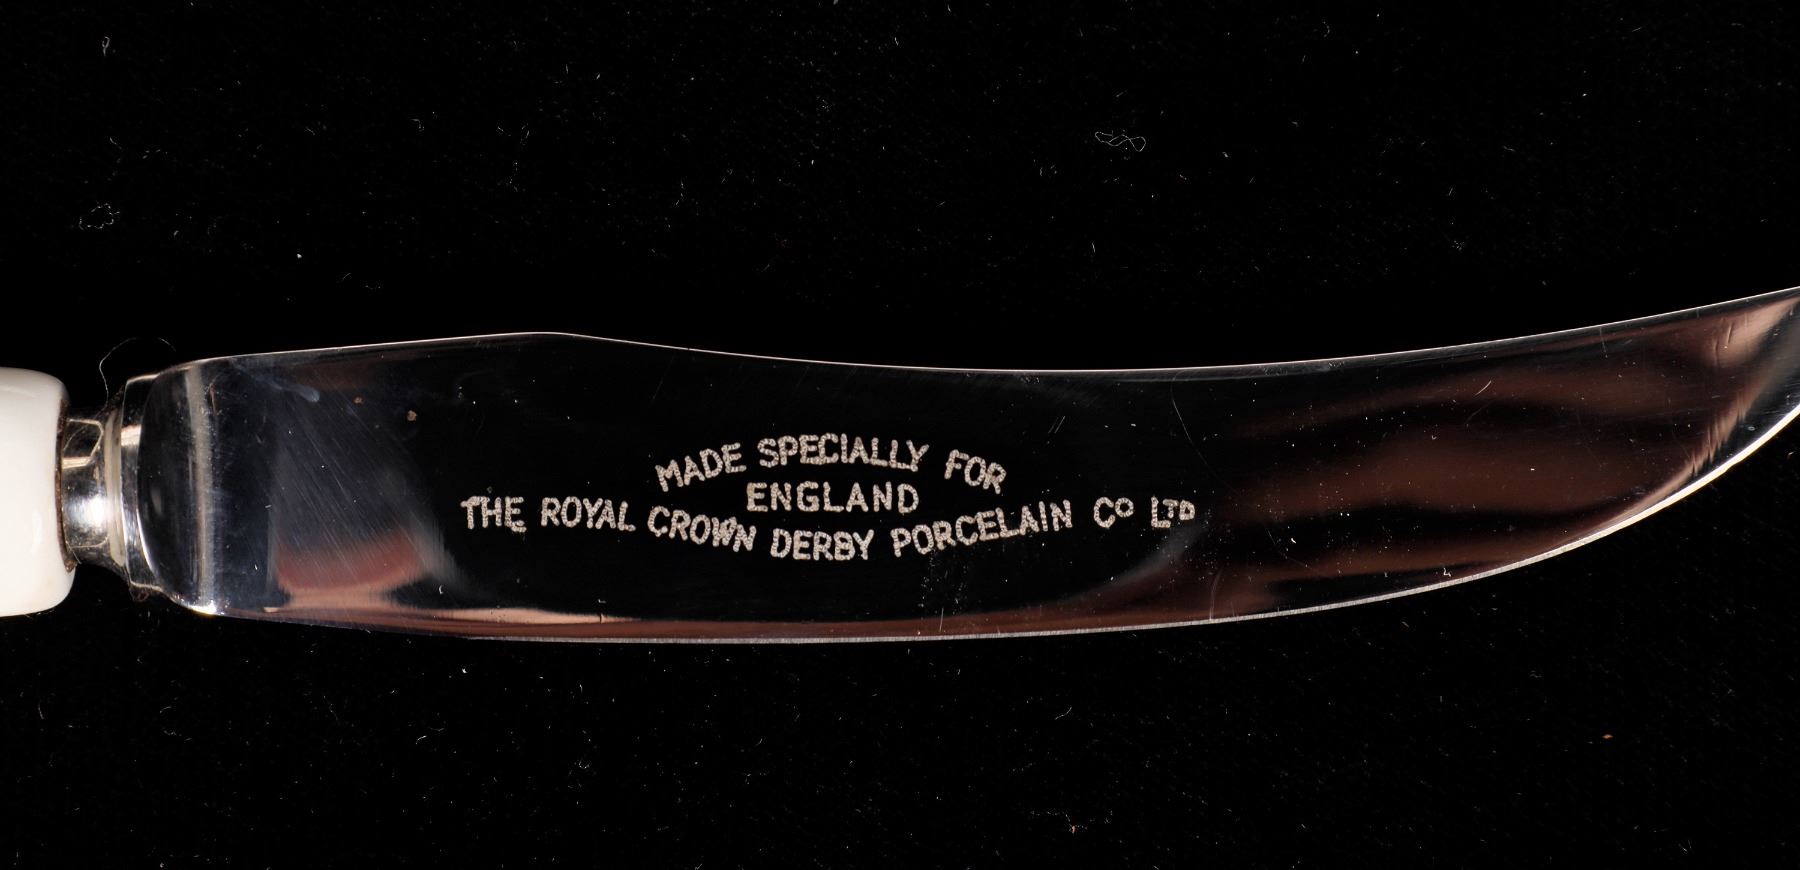 MADE SPECIALLY FOR
ENGLAND
THE ROYAL CROWN DERBY PORCELAIN CO LTD